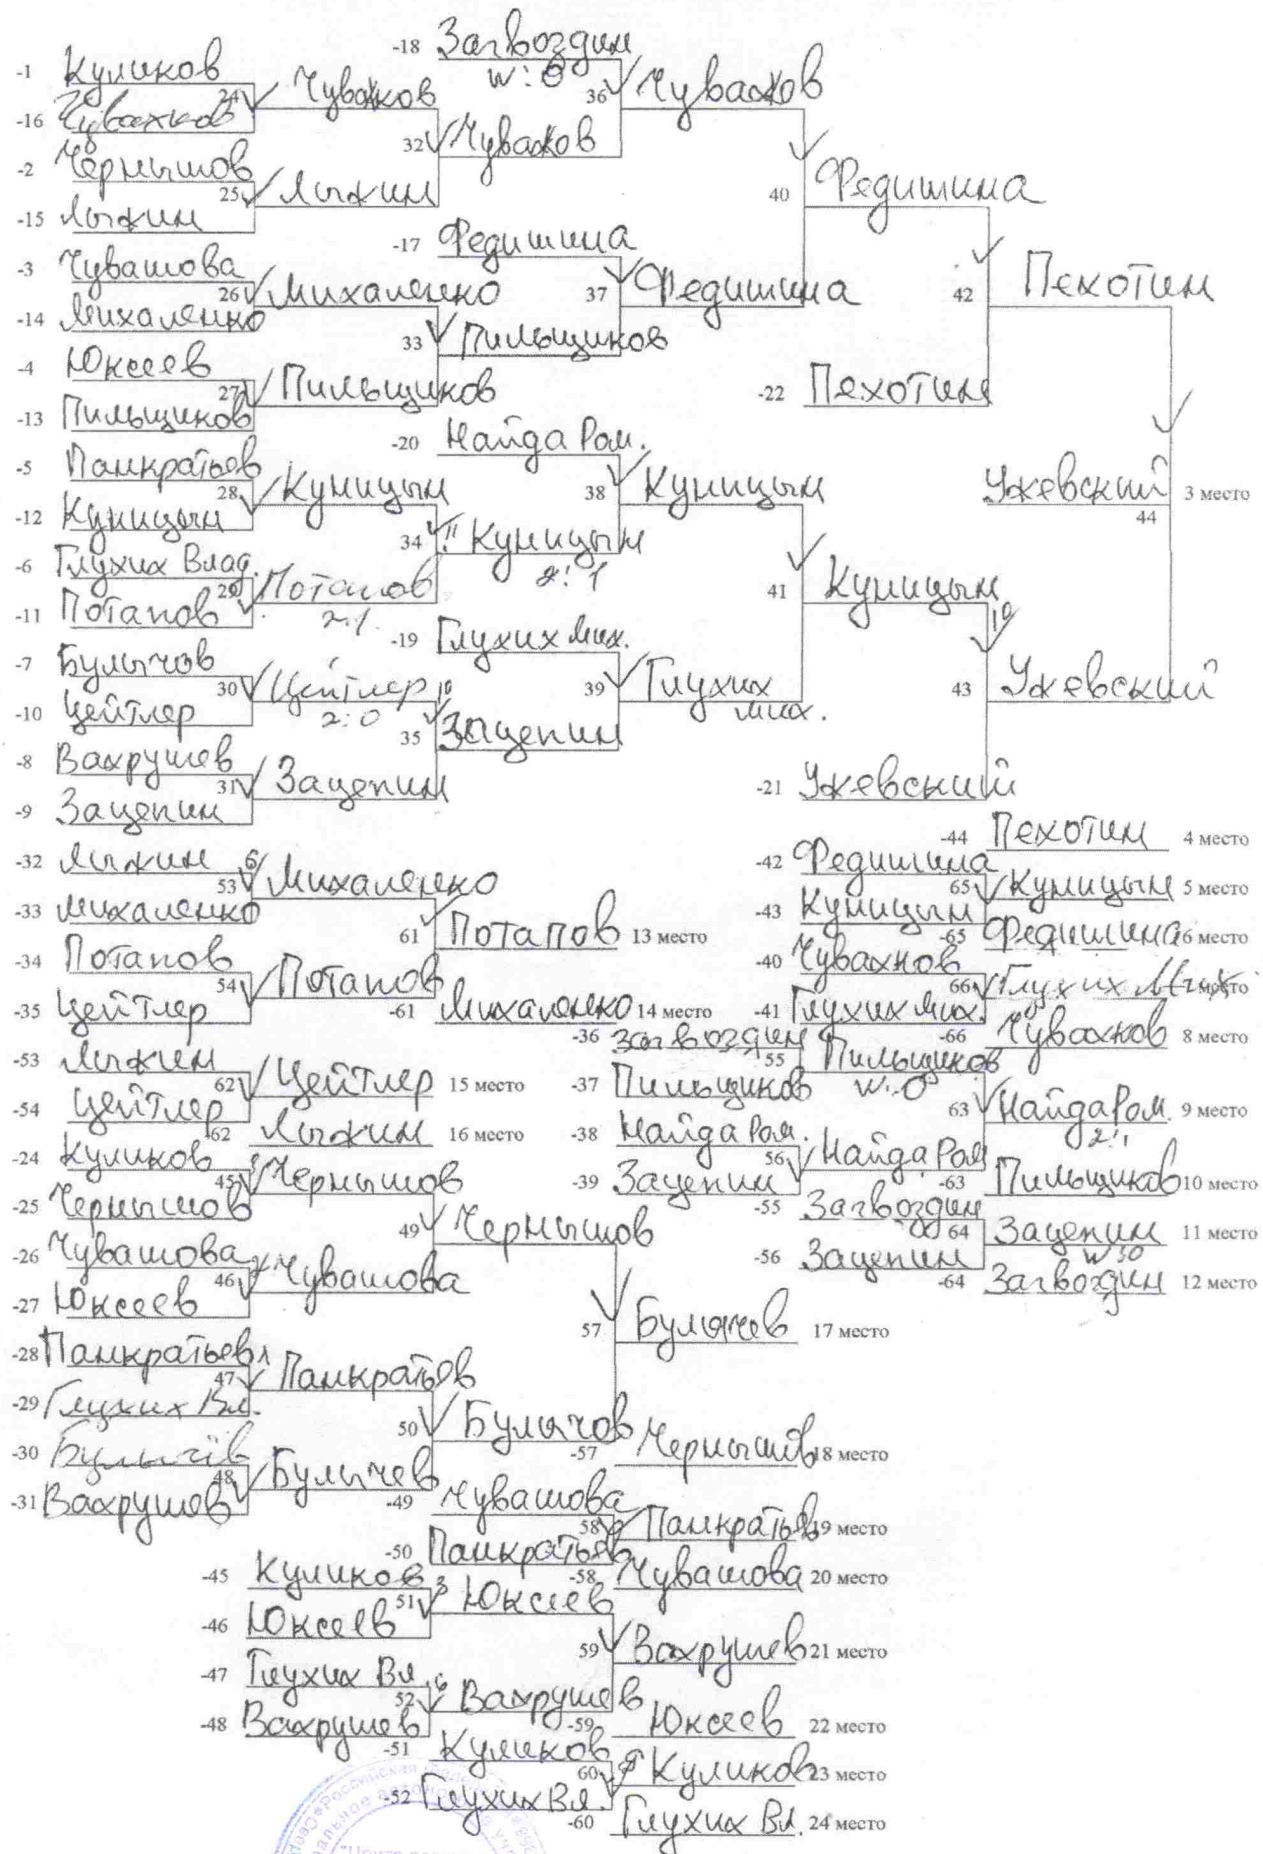 -18 Загвоздин
-1 Куликов
w:0
24 Чувахков
36 Чувахков
-16 Чувахков
32 Чувахков
-2 Чернышов
25 Лыжин
40 Федишина
-15 Лыжин
-17 Федишина
-3 Чувашова
26 Михаленко
37 Федишина
42 Пехотин
-14 Михаленко
33 Пильщиков
-4 Юксеев
27 Пильщиков
-22 Пехотин
-13 Пильщиков
-20 Найда Ром.
-5 Панкратьев
28 Куницын
38 Куницын
Ужевский 3 место
-12 Куницын
44
34 Куницын
2:1
-6 Глухих Влад.
29 Потапов
2:1
41 Куницын
-11 Потапов
-19 Глухих Мих.
-7 Булычов
30 Цейтлер
2:0
39 Глухих Мих.
43 Ужевский
-10 Цейтлер
35 Зацепин
-8 Вахрушев
31 Зацепин
-21 Ужевский
-9 Зацепин
-44 Пехотин 4 место
-32 Лыжин
53 Михаленко
-42 Федишина
65 Куницын 5 место
-33 Михаленко
-43 Куницын
61 Потапов 13 место
-65 Федишина 6 место
-34 Потапов
54 Потапов
-40 Чувахков
66 Глухих Мих. место
-35 Цейтлер
-61 Михаленко 14 место
-41 Глухих Мих.
-66 Чувахков 8 место
-36 Загвоздин
-53 Лыжин
55 Пильщиков
w:0
62 Цейтлер 15 место
-37 Пильщиков
-54 Цейтлер
63 Найда Ром. 9 место
2:1
-62 Лыжин 16 место
-38 Найда Ром.
-24 Куликов
56 Найда Ром
45 Чернышов
-39 Зацепин
-63 Пильщиков 10 место
-25 Чернышов
-55 Загвоздин
49 Чернышов
64 Зацепин 11 место
w:0
-26 Чувашова
46 Чувашова
-56 Зацепин
-64 Загвоздин 12 место
-27 Юксеев
57 Булычев 17 место
-28 Панкратьев
47 Панкратьев
-29 Глухих Вл.
50 Булычов
-57 Чернышов 18 место
-30 Булычёв
48 Булычев
-31 Вахрушев
-49 Чувашова
58 Панкратьев 19 место
-50 Панкратьев
-58 Чувашова 20 место
-45 Куликов
51 Юксеев
-46 Юксеев
59 Вахрушев 21 место
-47 Глухих Вл.
52 Вахрушев
-48 Вахрушев
-59 Юксеев 22 место
-51 Куликов
60 Куликов 23 место
-52 Глухих Вл.
-60 Глухих Вл. 24 место